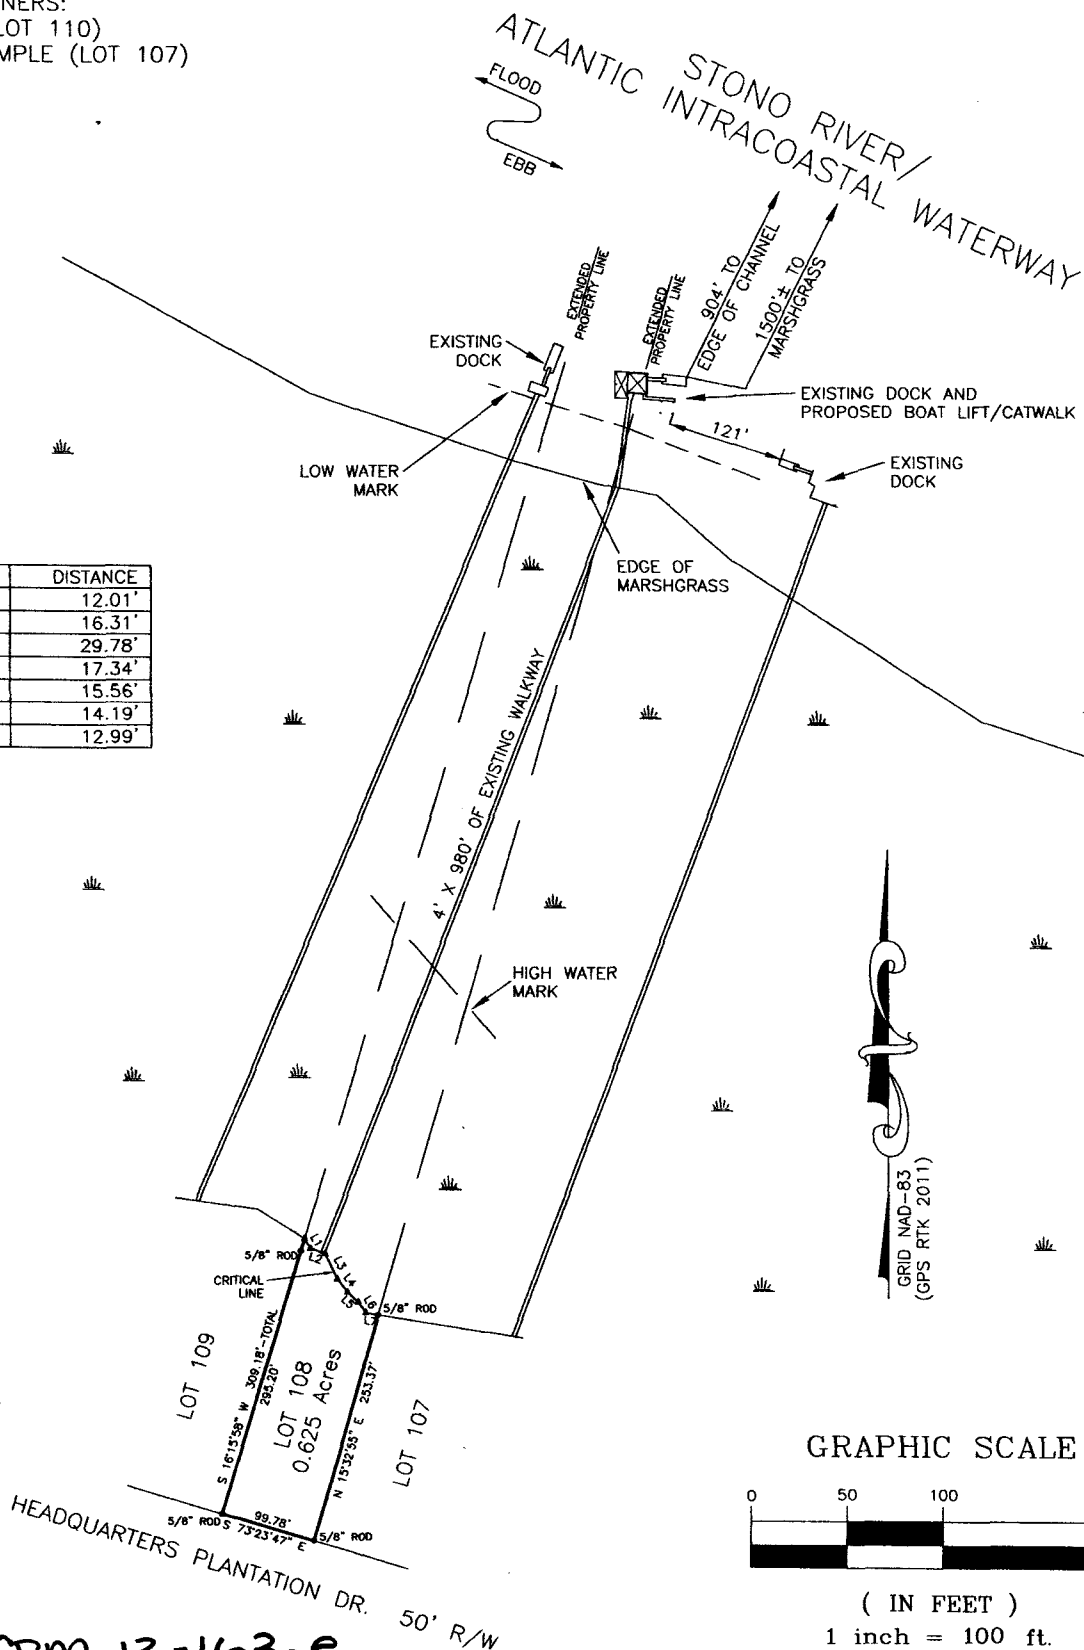 NERS:
LOT 110)
MPLE (LOT 107)
STONO RIVER/
ATLANTIC INTRACOASTAL WATERWAY
FLOOD
EBB
EXTENDED
PROPERTY LINE
EXTENDED
PROPERTY LINE
904' TO
EDGE OF CHANNEL
1500'± TO
MARSHGRASS
EXISTING
DOCK
EXISTING DOCK AND
PROPOSED BOAT LIFT/CATWALK
121'
EXISTING
DOCK
LOW WATER
MARK
EDGE OF
MARSHGRASS
DISTANCE
12.01'
16.31'
29.78'
17.34'
15.56'
14.19'
12.99'
4' X 980' OF EXISTING WALKWAY
HIGH WATER
MARK
GRID NAD-83
(GPS RTK 2011)
L1
L2
L3
L4
L5
L6
L7
5/8" ROD
CRITICAL
LINE
5/8" ROD
LOT 109
S 16°15'58" W 309.18'-TOTAL
295.20'
LOT 108
0.625 Acres
N 15°32'55" E 253.37'
LOT 107
99.78'
5/8" ROD
S 73°23'47" E
5/8" ROD
HEADQUARTERS PLANTATION DR. 50' R/W
GRAPHIC SCALE
0 50 100
( IN FEET )
1 inch = 100 ft.